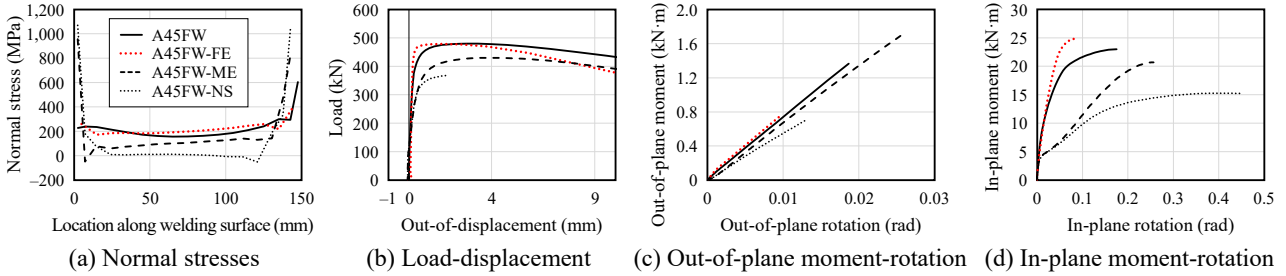 1,200
1,000
800
600
400
200
0
−200
Normal stress (MPa)
A45FW
A45FW-FE
A45FW-ME
A45FW-NS
0 50 100 150
Location along welding surface (mm)
(a) Normal stresses
600
500
400
300
200
100
0
Load (kN)
−1 0 4 9
Out-of-displacement (mm)
(b) Load-displacement
2.0
1.6
1.2
0.8
0.4
0
Out-of-plane moment (kN·m)
0 0.01 0.02 0.03
Out-of-plane rotation (rad)
(c) Out-of-plane moment-rotation
30
25
20
15
10
5
0
In-plane moment (kN·m)
0 0.1 0.2 0.3 0.4 0.5
In-plane rotation (rad)
(d) In-plane moment-rotation